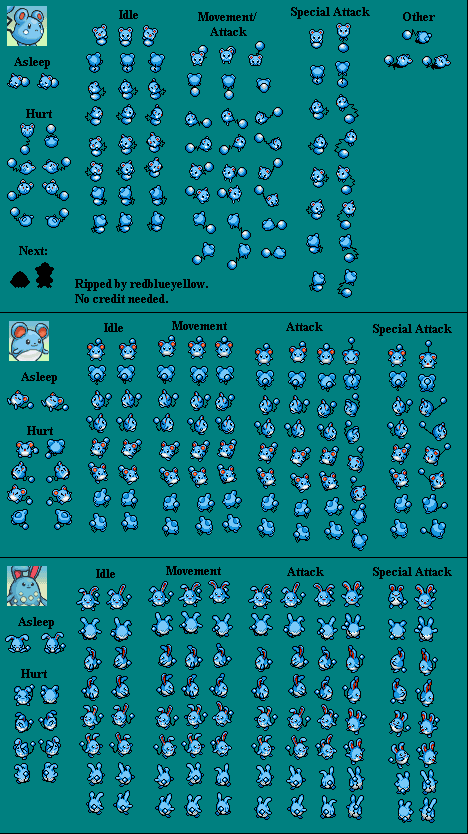 Idle
Movement/
Attack
Special Attack
Other
Asleep
Hurt
Next:
Ripped by redblueyellow.
No credit needed.
Idle
Movement
Attack
Special Attack
Asleep
Hurt
Idle
Movement
Attack
Special Attack
Asleep
Hurt